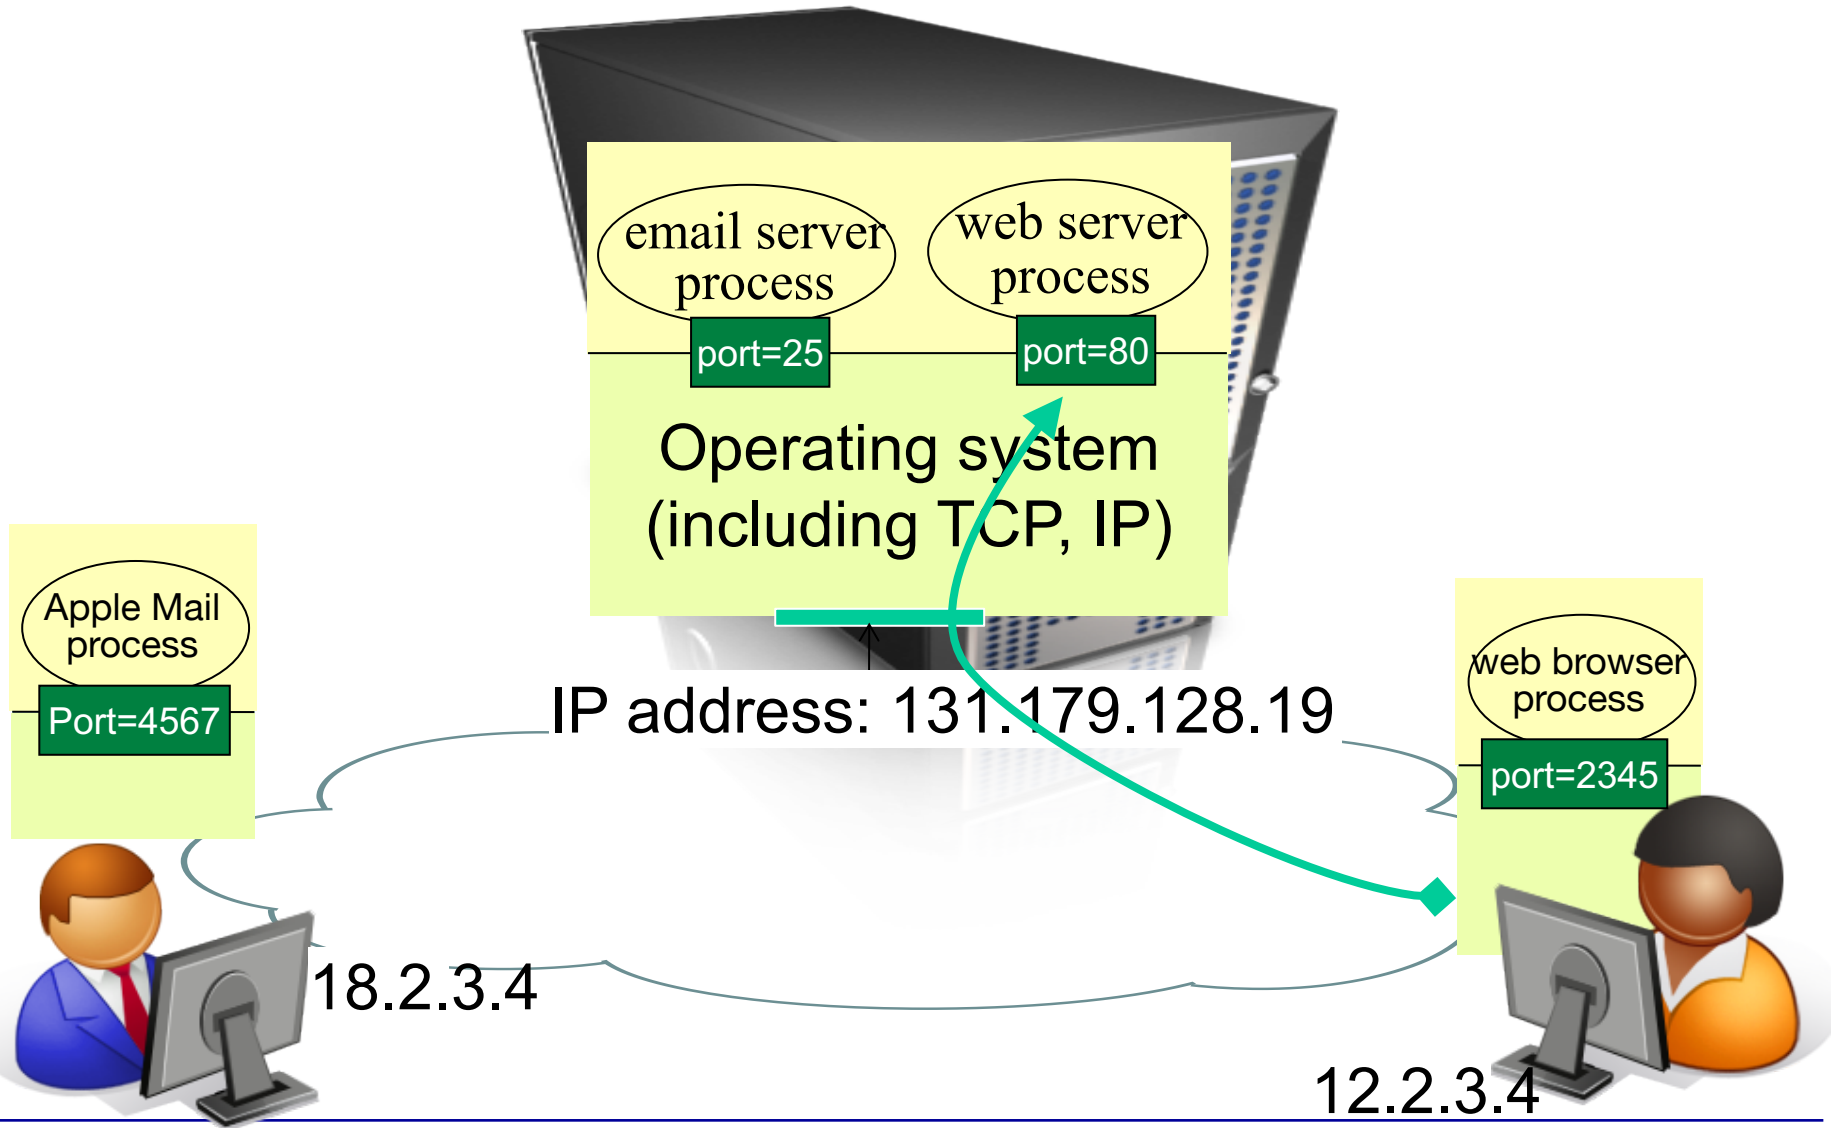 email server
process
web server
process
port=25
port=80
Operating system
(including TCP, IP)
Apple Mail
process
Port=4567
web browser
process
port=2345
IP address: 131.179.128.19
18.2.3.4
12.2.3.4